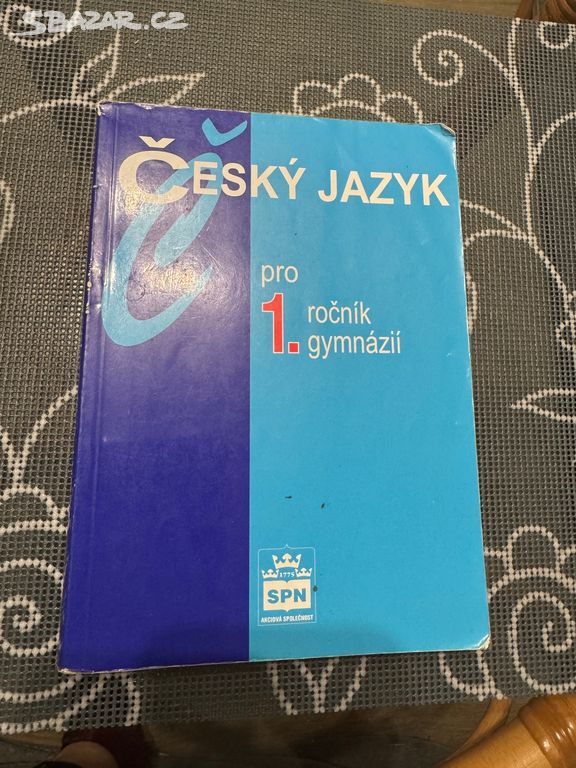 SBAZAR.CZ
ČESKÝ JAZYK
pro
1. ročník
gymnázií
1775
SPN
AKCIOVÁ SPOLEČNOST